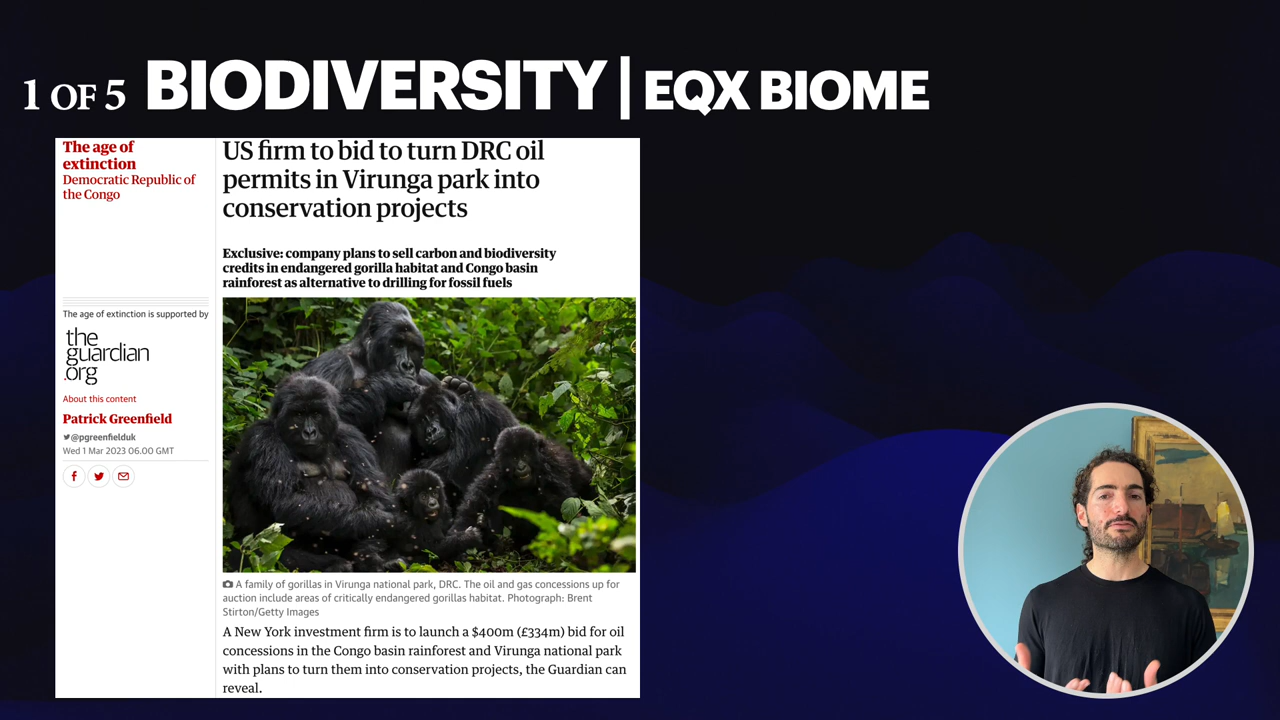 1 OF 5 BIODIVERSITY | EQX BIOME
The age of
extinction
Democratic Republic of
the Congo
The age of extinction is supported by
the
guardian
.org
About this content
Patrick Greenfield
@pgreenfielduk
Wed 1 Mar 2023 06.00 GMT
US firm to bid to turn DRC oil
permits in Virunga park into
conservation projects
Exclusive: company plans to sell carbon and biodiversity
credits in endangered gorilla habitat and Congo basin
rainforest as alternative to drilling for fossil fuels
A family of gorillas in Virunga national park, DRC. The oil and gas concessions up for
auction include areas of critically endangered gorillas habitat. Photograph: Brent
Stirton/Getty Images
A New York investment firm is to launch a $400m (£334m) bid for oil
concessions in the Congo basin rainforest and Virunga national park
with plans to turn them into conservation projects, the Guardian can
reveal.